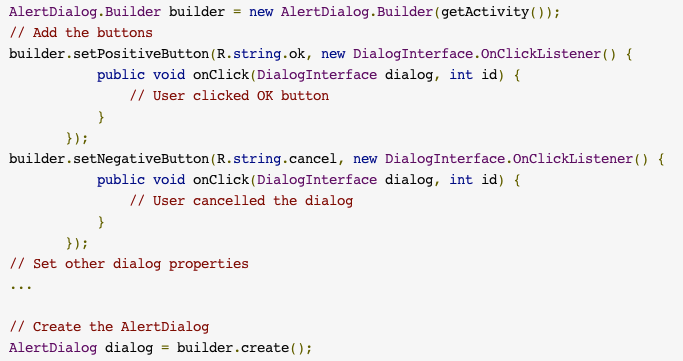 AlertDialog.Builder builder = new AlertDialog.Builder(getActivity());
// Add the buttons
builder.setPositiveButton(R.string.ok, new DialogInterface.OnClickListener() {
           public void onClick(DialogInterface dialog, int id) {
               // User clicked OK button
           }
       });
builder.setNegativeButton(R.string.cancel, new DialogInterface.OnClickListener() {
           public void onClick(DialogInterface dialog, int id) {
               // User cancelled the dialog
           }
       });
// Set other dialog properties
...
// Create the AlertDialog
AlertDialog dialog = builder.create();